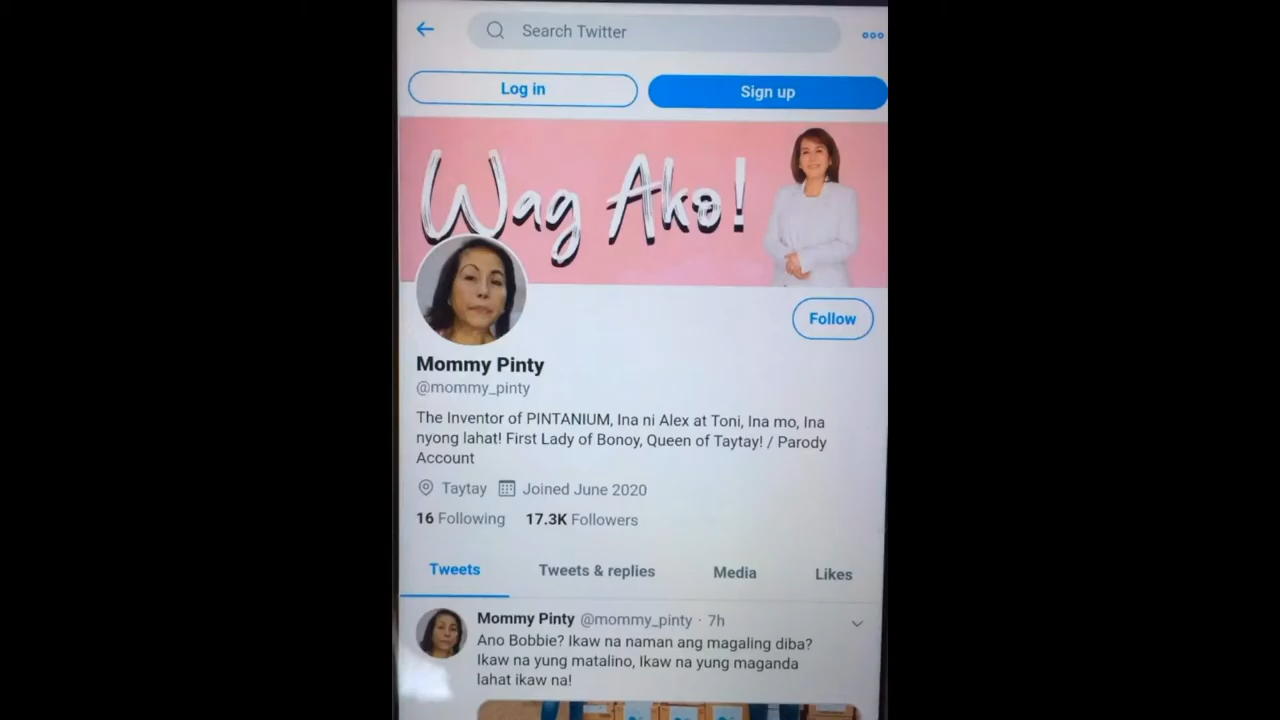 Search Twitter
Log in
Sign up
Wag Ako!
Follow
Mommy Pinty
@mommy_pinty
The Inventor of PINTANIUM, Ina ni Alex at Toni, Ina mo, Ina
nyong lahat! First Lady of Bonoy, Queen of Taytay! / Parody
Account
Taytay Joined June 2020
16 Following 17.3K Followers
Tweets Tweets & replies Media Likes
Mommy Pinty @mommy_pinty · 7h
Ano Bobbie? Ikaw na naman ang magaling diba?
Ikaw na yung matalino, Ikaw na yung maganda
lahat ikaw na!